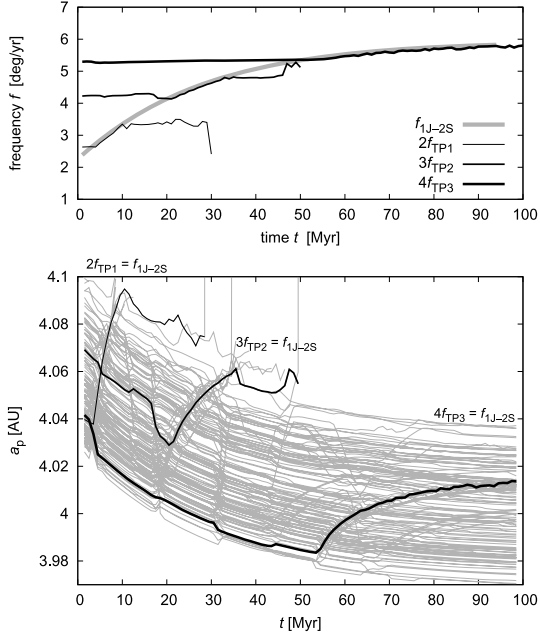 7
6
5
4
3
2
1
frequency f [deg/yr]
f1J−2S
2fTP1
3fTP2
4fTP3
0 10 20 30 40 50 60 70 80 90 100
time t [Myr]
4.1
4.08
4.06
4.04
4.02
4
3.98
ap [AU]
2fTP1 = f1J−2S
3fTP2 = f1J−2S
4fTP3 = f1J−2S
0 10 20 30 40 50 60 70 80 90 100
t [Myr]